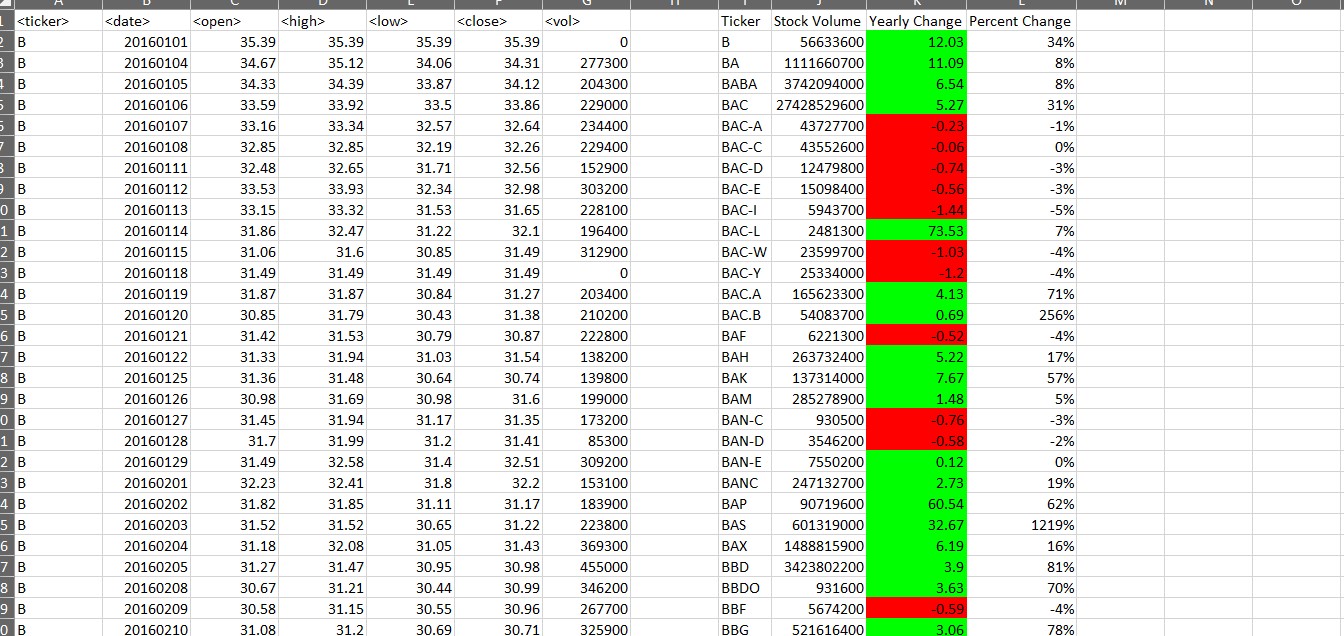 A B C D E F G H I J K L M N O
1 <ticker> <date> <open> <high> <low> <close> <vol> Ticker Stock Volume Yearly Change Percent Change
2 B 20160101 35.39 35.39 35.39 35.39 0 B 56633600 12.03 34%
3 B 20160104 34.67 35.12 34.06 34.31 277300 BA 1111660700 11.09 8%
4 B 20160105 34.33 34.39 33.87 34.12 204300 BABA 3742094000 6.54 8%
5 B 20160106 33.59 33.92 33.5 33.86 229000 BAC 27428529600 5.27 31%
6 B 20160107 33.16 33.34 32.57 32.64 234400 BAC-A 43727700 -0.23 -1%
7 B 20160108 32.85 32.85 32.19 32.26 229400 BAC-C 43552600 -0.06 0%
8 B 20160111 32.48 32.65 31.71 32.56 152900 BAC-D 12479800 -0.74 -3%
9 B 20160112 33.53 33.93 32.34 32.98 303200 BAC-E 15098400 -0.56 -3%
0 B 20160113 33.15 33.32 31.53 31.65 228100 BAC-I 5943700 -1.44 -5%
1 B 20160114 31.86 32.47 31.22 32.1 196400 BAC-L 2481300 73.53 7%
2 B 20160115 31.06 31.6 30.85 31.49 312900 BAC-W 23599700 -1.03 -4%
3 B 20160118 31.49 31.49 31.49 31.49 0 BAC-Y 25334000 -1.2 -4%
4 B 20160119 31.87 31.87 30.84 31.27 203400 BAC.A 165623300 4.13 71%
5 B 20160120 30.85 31.79 30.43 31.38 210200 BAC.B 54083700 0.69 256%
6 B 20160121 31.42 31.53 30.79 30.87 222800 BAF 6221300 -0.52 -4%
7 B 20160122 31.33 31.94 31.03 31.54 138200 BAH 263732400 5.22 17%
8 B 20160125 31.36 31.48 30.64 30.74 139800 BAK 137314000 7.67 57%
9 B 20160126 30.98 31.69 30.98 31.6 199000 BAM 285278900 1.48 5%
0 B 20160127 31.45 31.94 31.17 31.35 173200 BAN-C 930500 -0.76 -3%
1 B 20160128 31.7 31.99 31.2 31.41 85300 BAN-D 3546200 -0.58 -2%
2 B 20160129 31.49 32.58 31.4 32.51 309200 BAN-E 7550200 0.12 0%
3 B 20160201 32.23 32.41 31.8 32.2 153100 BANC 247132700 2.73 19%
4 B 20160202 31.82 31.85 31.11 31.17 183900 BAP 90719600 60.54 62%
5 B 20160203 31.52 31.52 30.65 31.22 223800 BAS 601319000 32.67 1219%
6 B 20160204 31.18 32.08 31.05 31.43 369300 BAX 1488815900 6.19 16%
7 B 20160205 31.27 31.47 30.95 30.98 455000 BBD 3423802200 3.9 81%
8 B 20160208 30.67 31.21 30.44 30.99 346200 BBDO 931600 3.63 70%
9 B 20160209 30.58 31.15 30.55 30.96 267700 BBF 5674200 -0.59 -4%
0 B 20160210 31.08 31.2 30.69 30.71 325900 BBG 521616400 3.06 78%